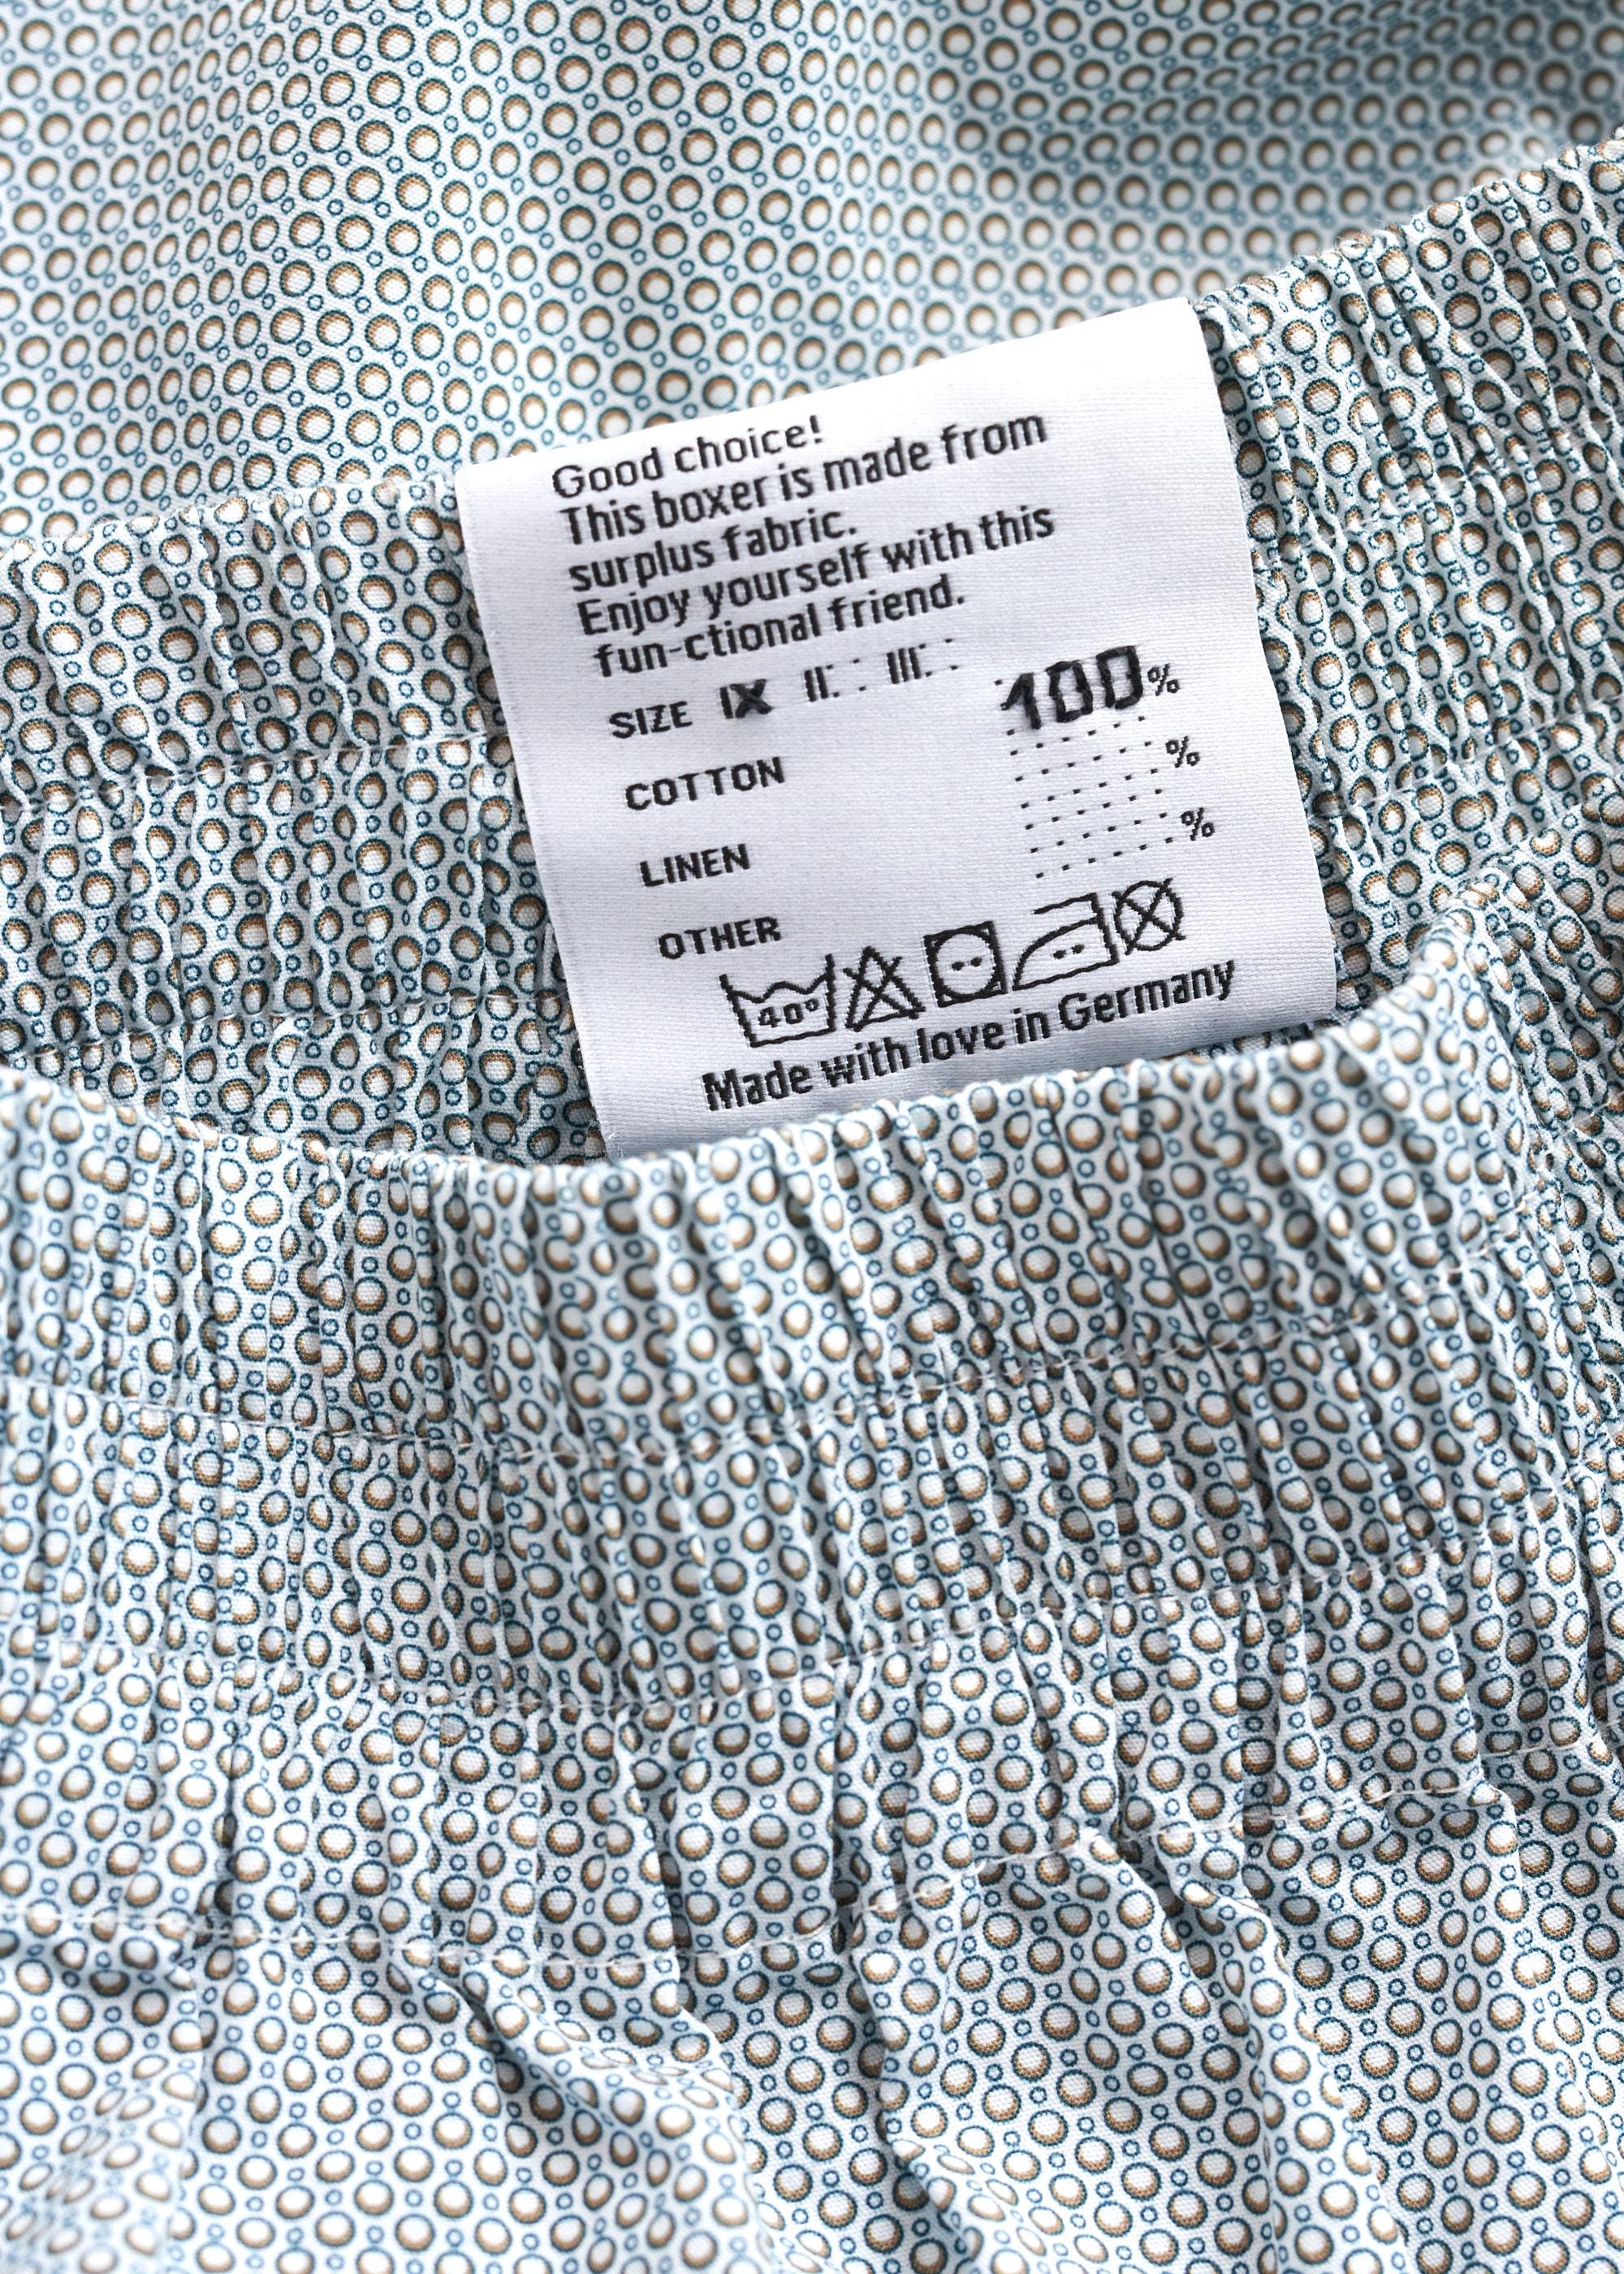 Good choice!
This boxer is made from
surplus fabric.
Enjoy yourself with this
fun-ctional friend.
SIZE I X II III
COTTON 100%
LINEN %
OTHER %
40°
Made with love in Germany